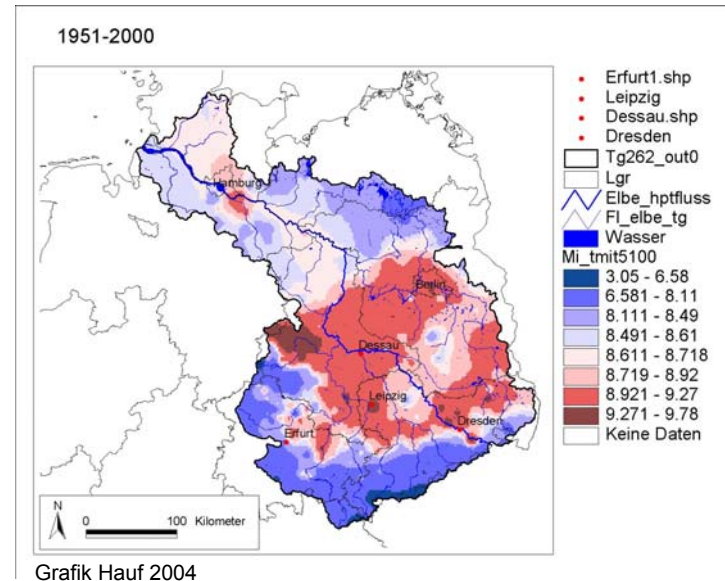 1951-2000
Hamburg
Berlin
Dessau
Leipzig
Dresden
Erfurt
N
0 100 Kilometer
Erfurt1.shp
Leipzig
Dessau.shp
Dresden
Tg262_out0
Lgr
Elbe_hptfluss
Fl_elbe_tg
Wasser
Mi_tmit5100
3.05 - 6.58
6.581 - 8.11
8.111 - 8.49
8.491 - 8.61
8.611 - 8.718
8.719 - 8.92
8.921 - 9.27
9.271 - 9.78
Keine Daten
Grafik Hauf 2004